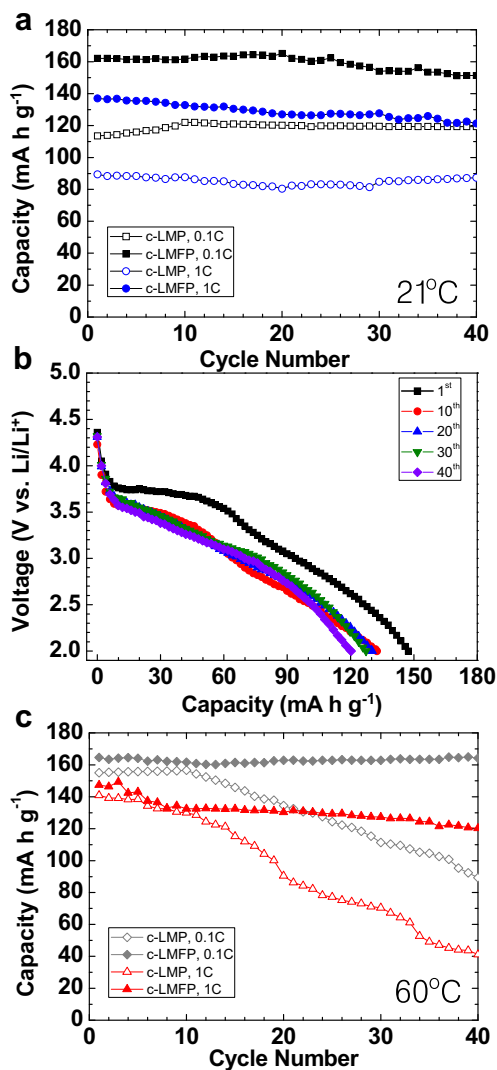 a
160
140
120
100
80
60
40
20
0
Capacity (mA h g⁻¹)
c-LMP, 0.1C
c-LMFP, 0.1C
c-LMP, 1C
c-LMFP, 1C
21°C
0 10 20 30 40
Cycle Number
b
5.0
4.5
4.0
3.5
3.0
2.5
2.0
Voltage (V vs. Li/Li⁺)
1ˢᵗ
10ᵗʰ
20ᵗʰ
30ᵗʰ
40ᵗʰ
0 30 60 90 120 150 180
Capacity (mA h g⁻¹)
c
180
160
140
120
100
80
60
40
20
0
Capacity (mA h g⁻¹)
c-LMP, 0.1C
c-LMFP, 0.1C
c-LMP, 1C
c-LMFP, 1C
60°C
0 10 20 30 40
Cycle Number